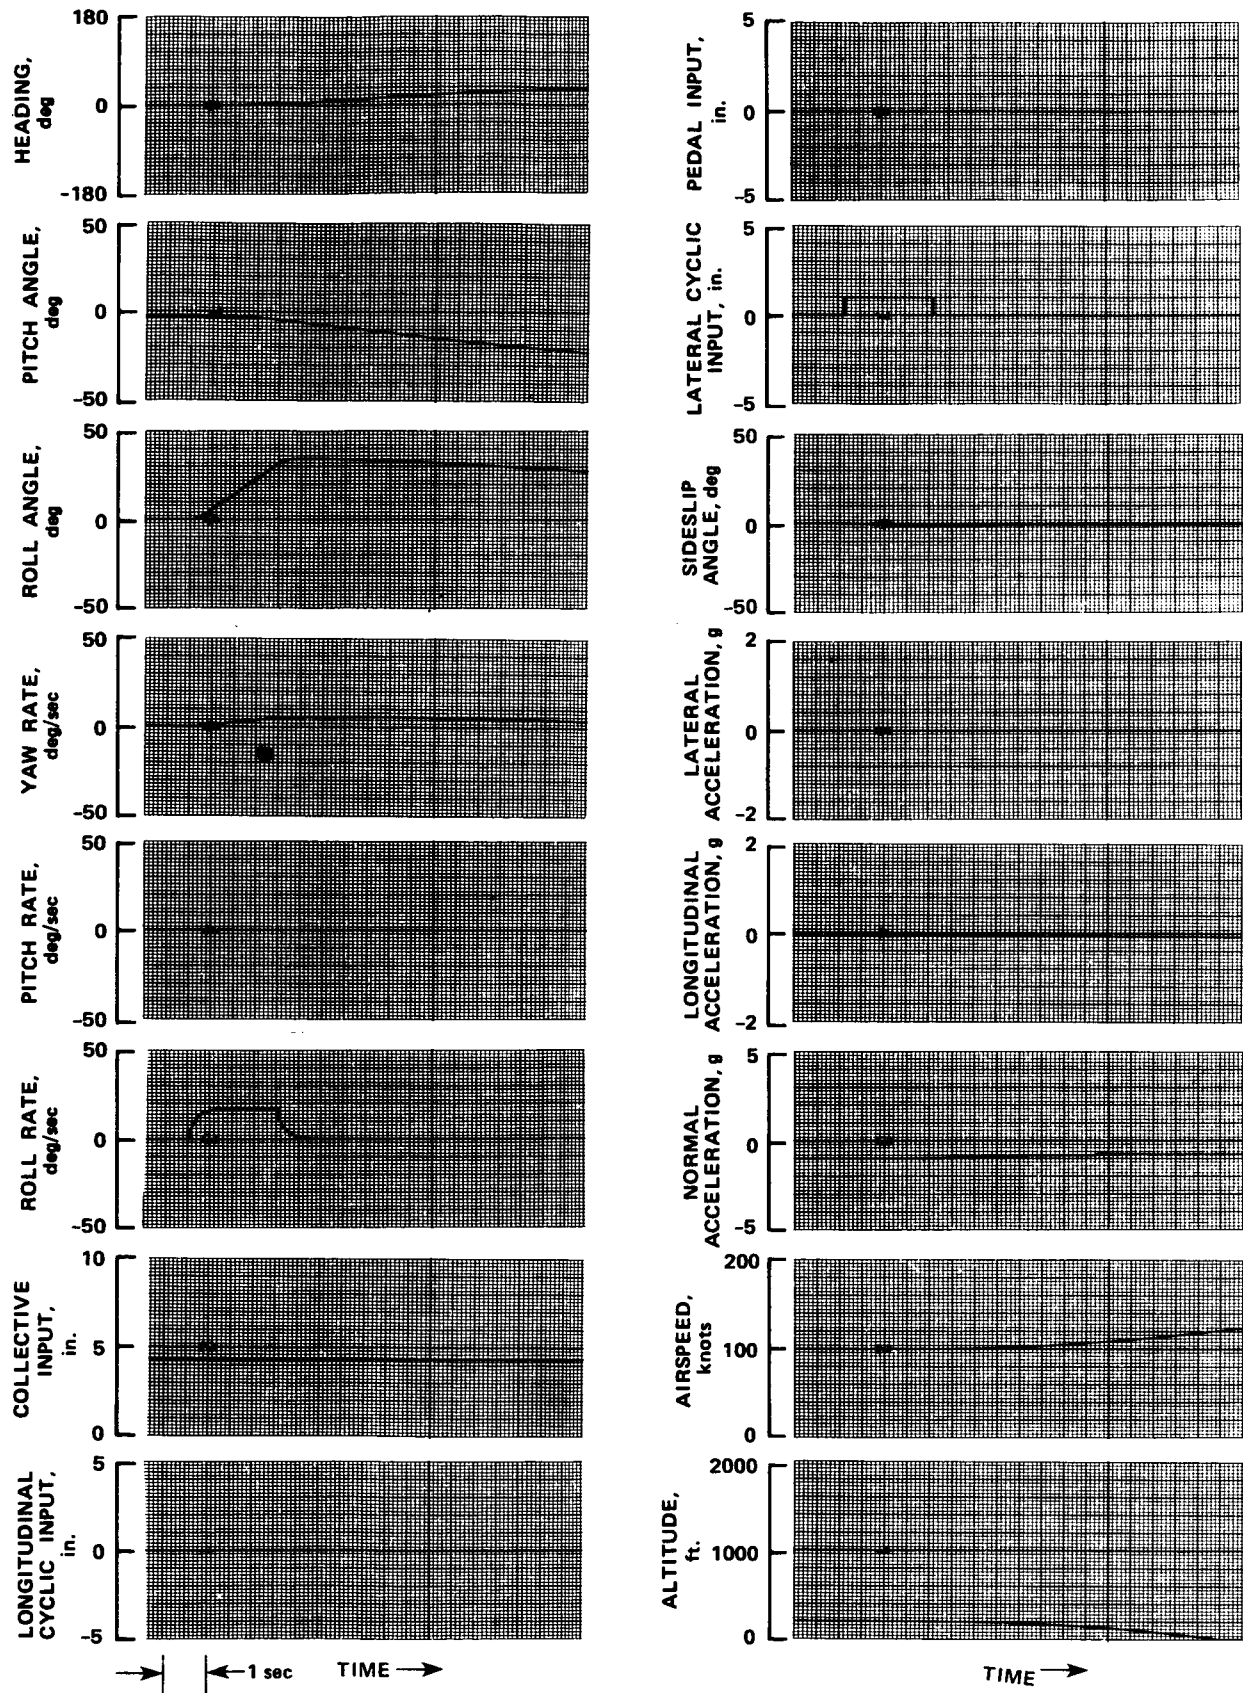 180
HEADING,
deg
0
-180
50
PITCH ANGLE,
deg
0
-50
50
ROLL ANGLE,
deg
0
-50
50
YAW RATE,
deg/sec
0
-50
50
PITCH RATE,
deg/sec
0
-50
50
ROLL RATE,
deg/sec
0
-50
10
COLLECTIVE
INPUT,
in.
5
0
5
LONGITUDINAL
CYCLIC INPUT,
in.
0
-5
1 sec
TIME
5
PEDAL INPUT,
in.
0
-5
5
LATERAL CYCLIC
INPUT, in.
0
-5
50
SIDESLIP
ANGLE, deg
0
-50
2
LATERAL
ACCELERATION, g
0
-2
2
LONGITUDINAL
ACCELERATION, g
0
-2
5
NORMAL
ACCELERATION, g
0
-5
200
AIRSPEED,
knots
100
0
2000
ALTITUDE,
ft.
1000
0
TIME